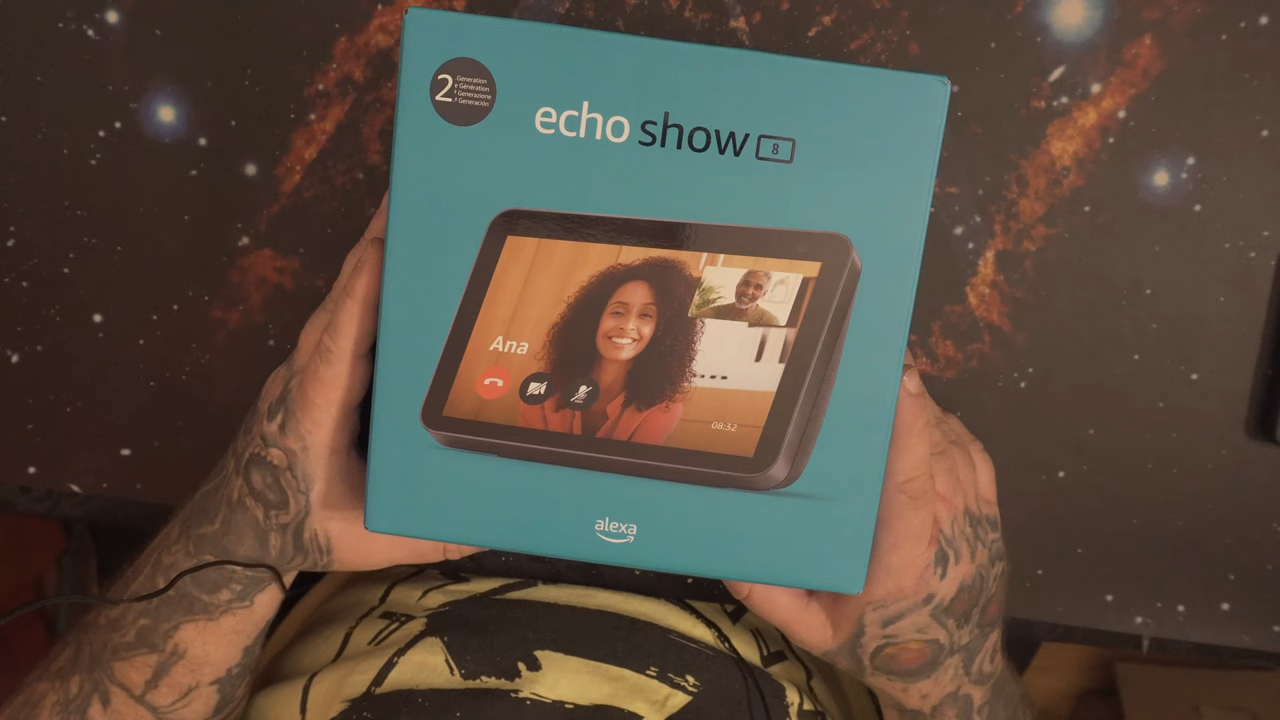 2
Generation
e Génération
ª Generazione
ª Generación
echo show 8
Ana
08:32
alexa